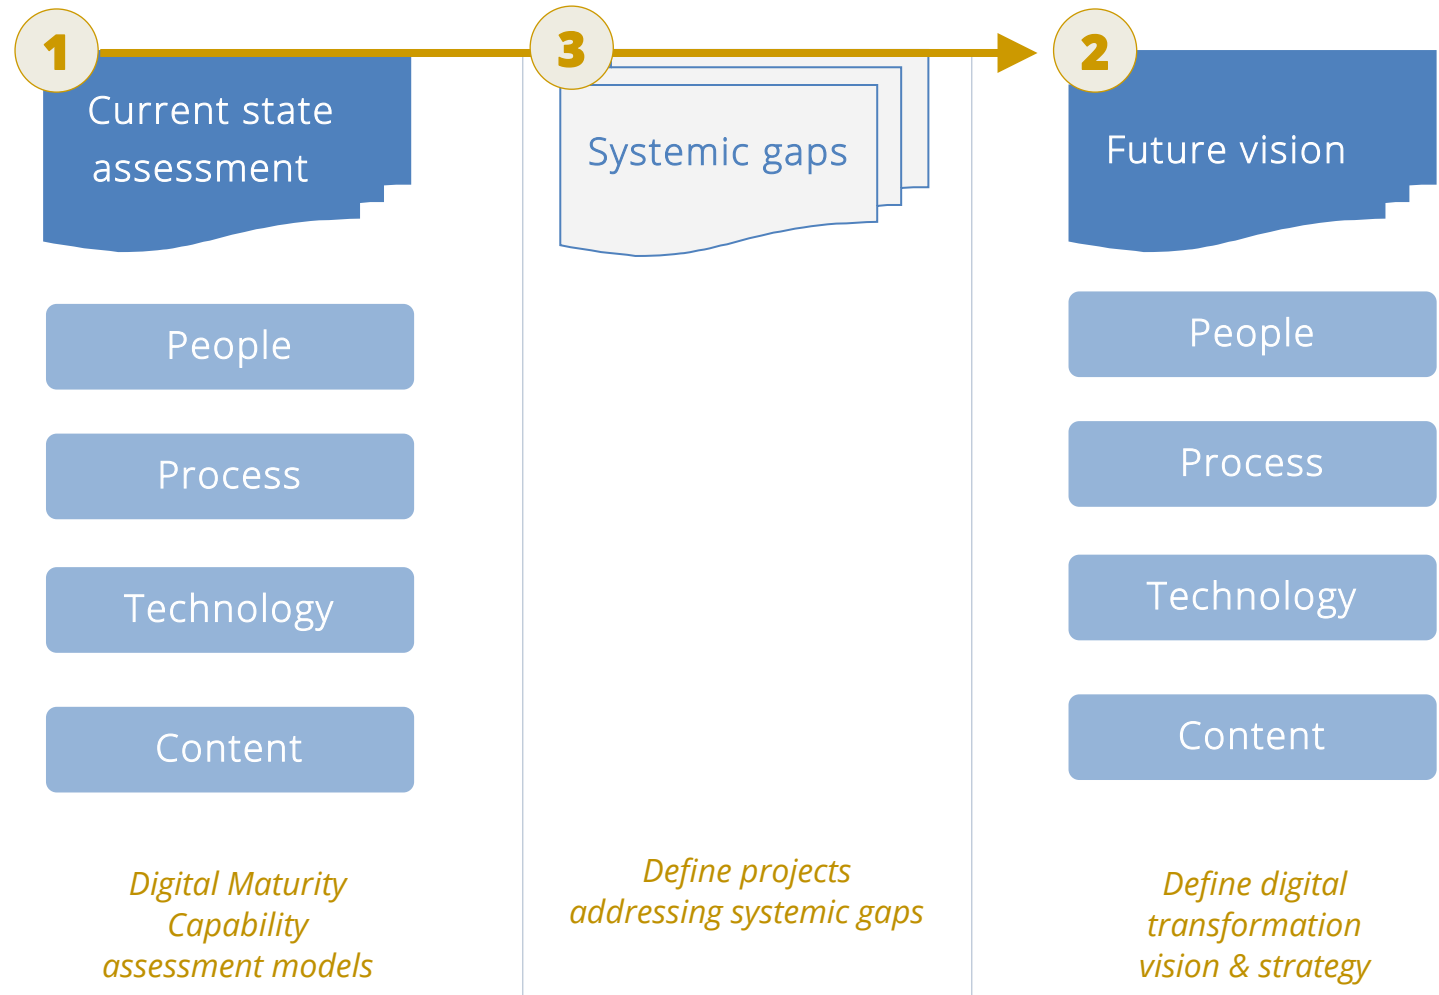 1
Current state
assessment
People
Process
Technology
Content
Digital Maturity
Capability
assessment models
3
Systemic gaps
Define projects
addressing systemic gaps
2
Future vision
People
Process
Technology
Content
Define digital
transformation
vision & strategy